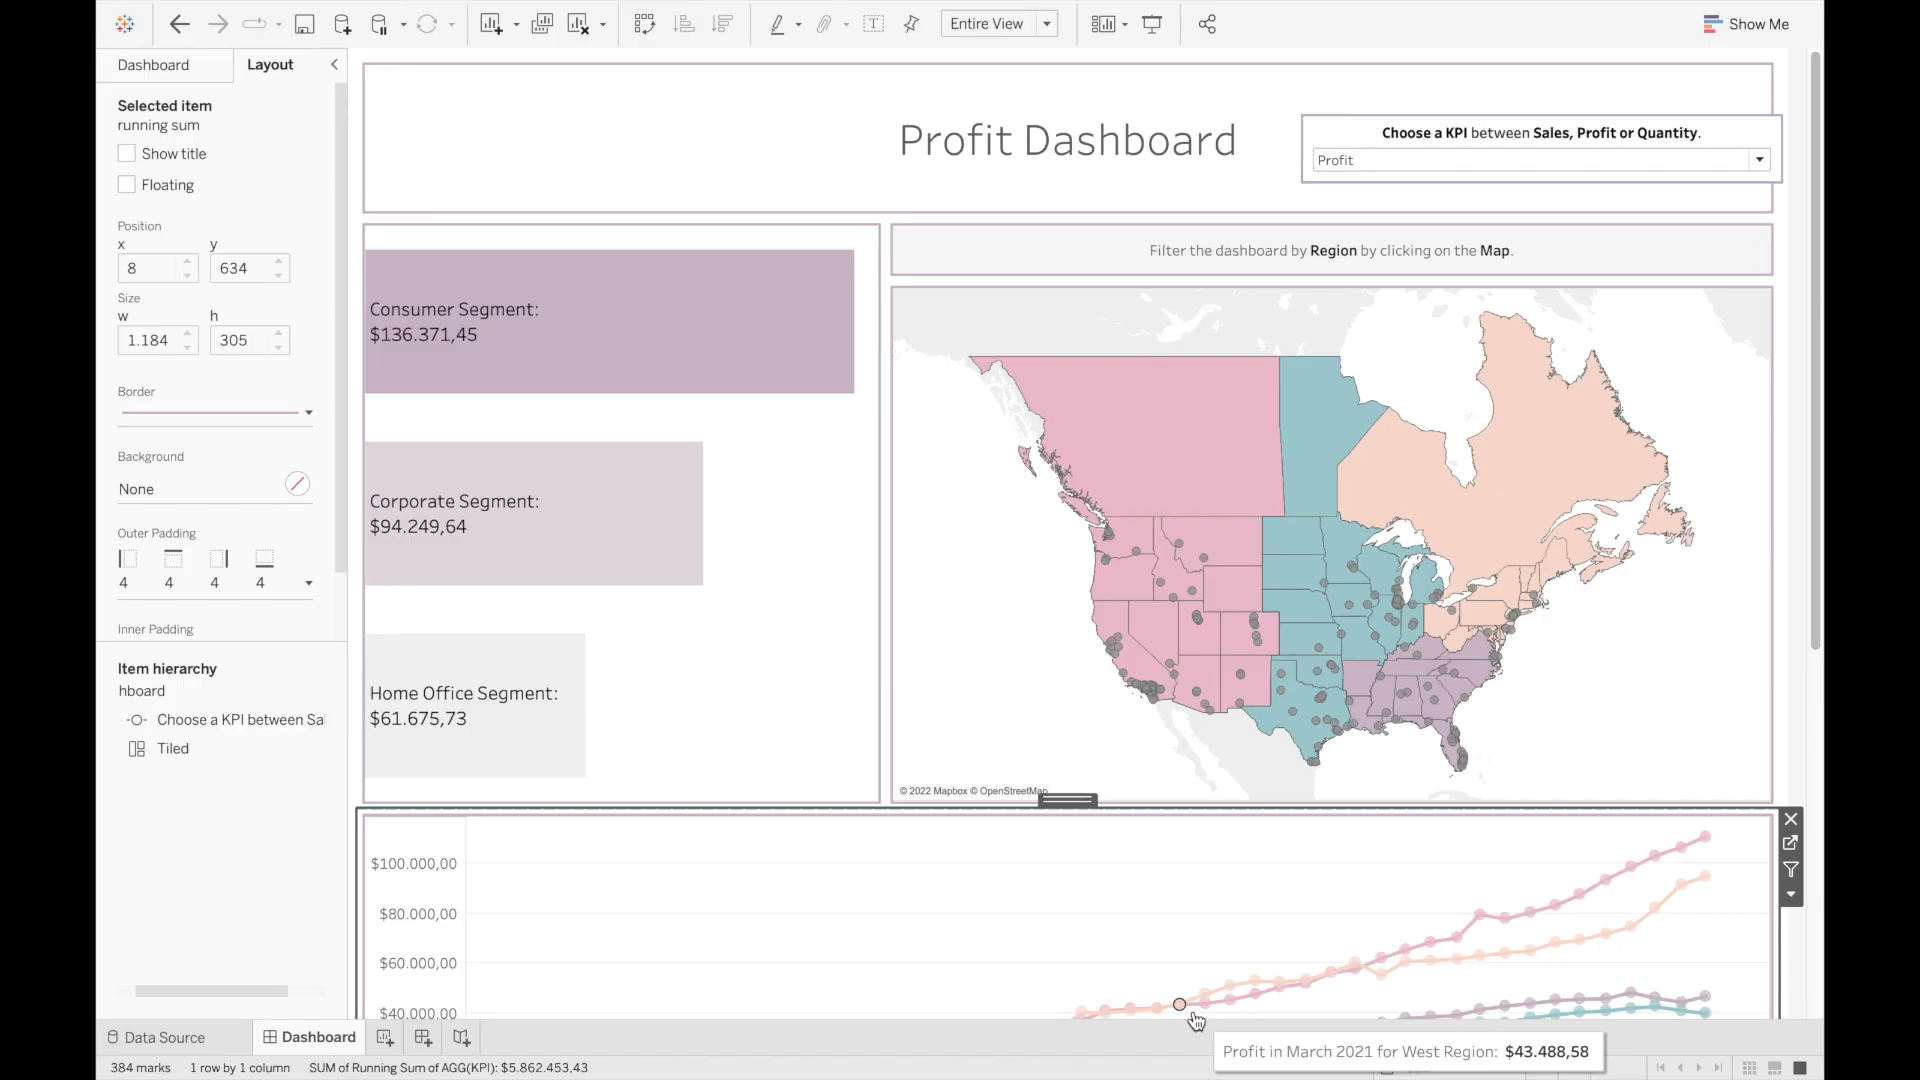 Entire View
Show Me
Dashboard
Layout
Selected item
running sum
Show title
Floating
Position
x
y
8
634
Size
w
h
1.184
305
Border
Background
None
Outer Padding
4
4
4
4
Inner Padding
Item hierarchy
hboard
Choose a KPI between Sal
Tiled
Profit Dashboard
Choose a KPI between Sales, Profit or Quantity.
Profit
Consumer Segment:
$136.371,45
Corporate Segment:
$94.249,64
Home Office Segment:
$61.675,73
Filter the dashboard by Region by clicking on the Map.
© 2022 Mapbox © OpenStreetMap
$100.000,00
$80.000,00
$60.000,00
$40.000,00
Profit in March 2021 for West Region: $43.488,58
Data Source
Dashboard
384 marks
1 row by 1 column
SUM of Running Sum of AGG(KPI): $5.862.453,43